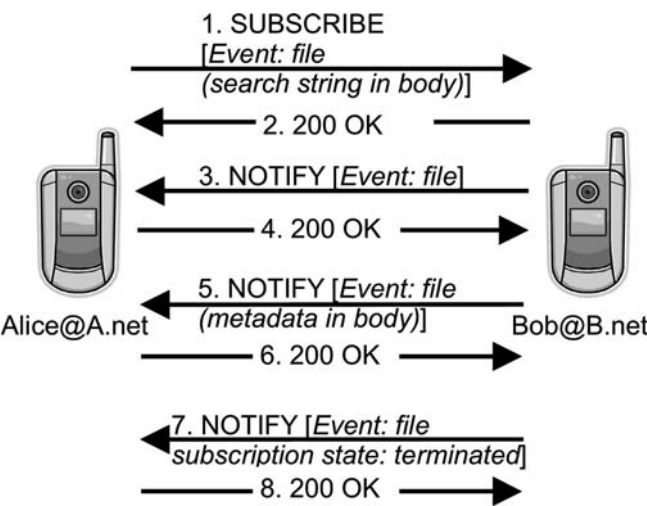 1. SUBSCRIBE
[Event: file
(search string in body)]
2. 200 OK
3. NOTIFY [Event: file]
4. 200 OK
5. NOTIFY [Event: file
(metadata in body)]
Alice@A.net
Bob@B.net
6. 200 OK
7. NOTIFY [Event: file
subscription state: terminated]
8. 200 OK